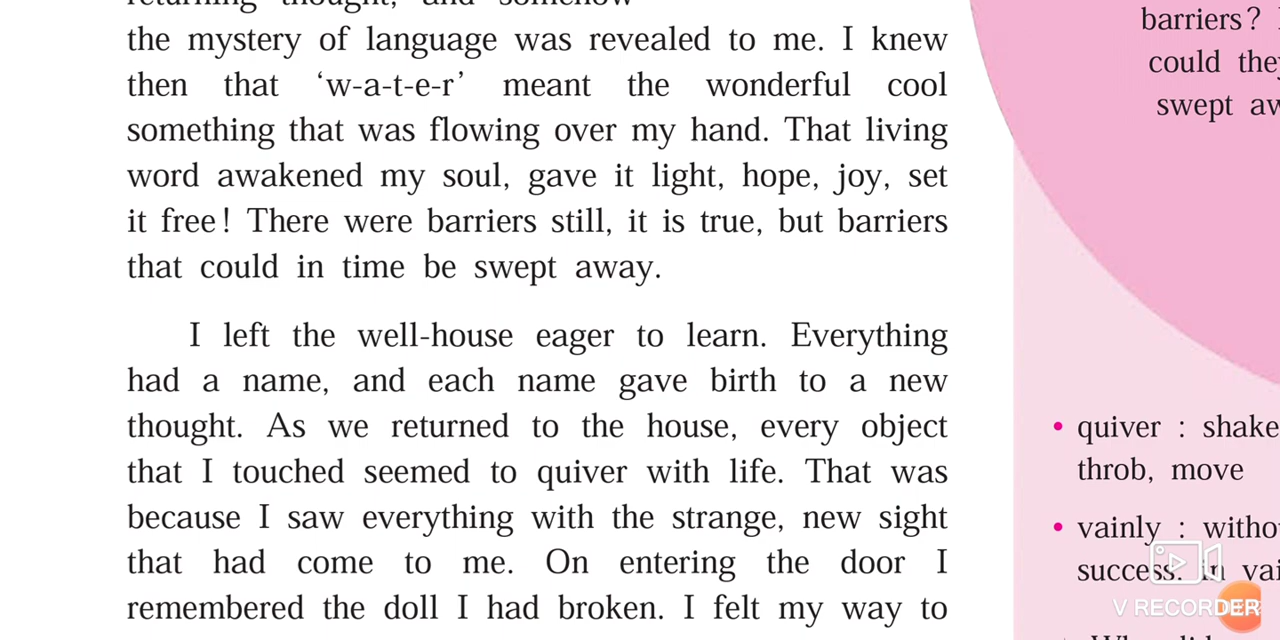 returning thought, and somehow
the mystery of language was revealed to me. I knew
then that ‘w-a-t-e-r’ meant the wonderful cool
something that was flowing over my hand. That living
word awakened my soul, gave it light, hope, joy, set
it free! There were barriers still, it is true, but barriers
that could in time be swept away.
I left the well-house eager to learn. Everything
had a name, and each name gave birth to a new
thought. As we returned to the house, every object
that I touched seemed to quiver with life. That was
because I saw everything with the strange, new sight
that had come to me. On entering the door I
remembered the doll I had broken. I felt my way to
barriers?
could
swept
• quiver : shake
throb, move
• vainly :
success. in
V RECORDER